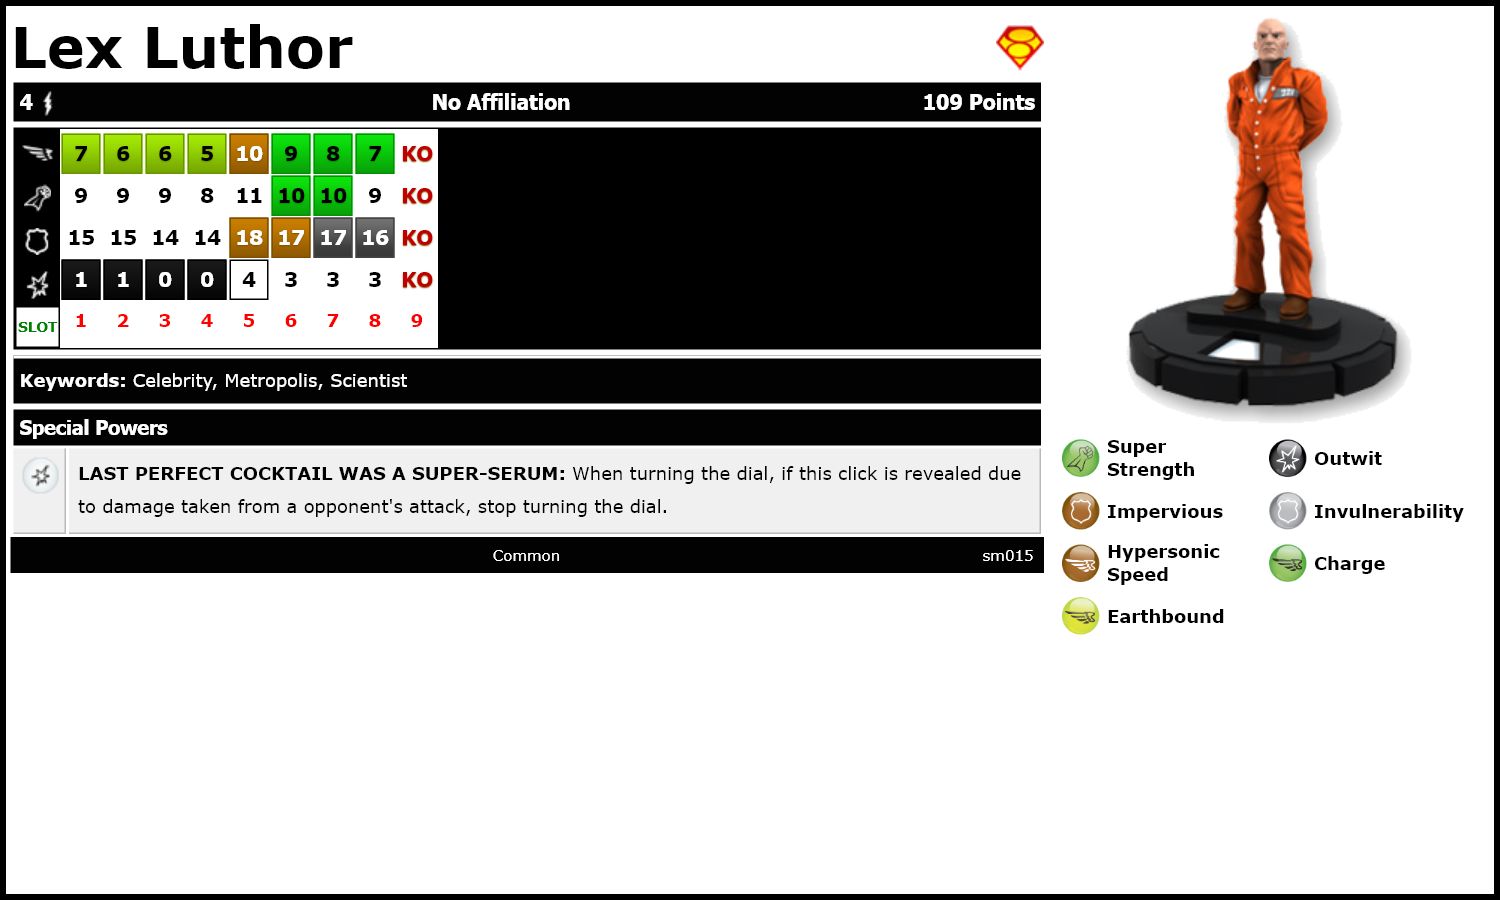 Lex Luthor
4 No Affiliation 109 Points
7 6 6 5 10 9 8 7 KO
9 9 9 8 11 10 10 9 KO
15 15 14 14 18 17 17 16 KO
1 1 0 0 4 3 3 3 KO
SLOT 1 2 3 4 5 6 7 8 9
Keywords: Celebrity, Metropolis, Scientist
Special Powers
LAST PERFECT COCKTAIL WAS A SUPER-SERUM: When turning the dial, if this click is revealed due
to damage taken from a opponent's attack, stop turning the dial.
Common sm015
Super
Strength
Outwit
Impervious
Invulnerability
Hypersonic
Speed
Charge
Earthbound